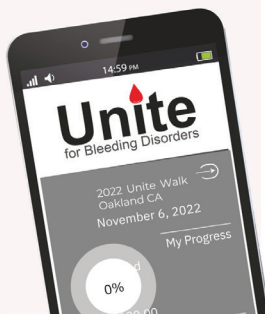 14:59 PM
Unite
for Bleeding Disorders
2022 Unite Walk
Oakland CA
November 6, 2022
My Progress
0%